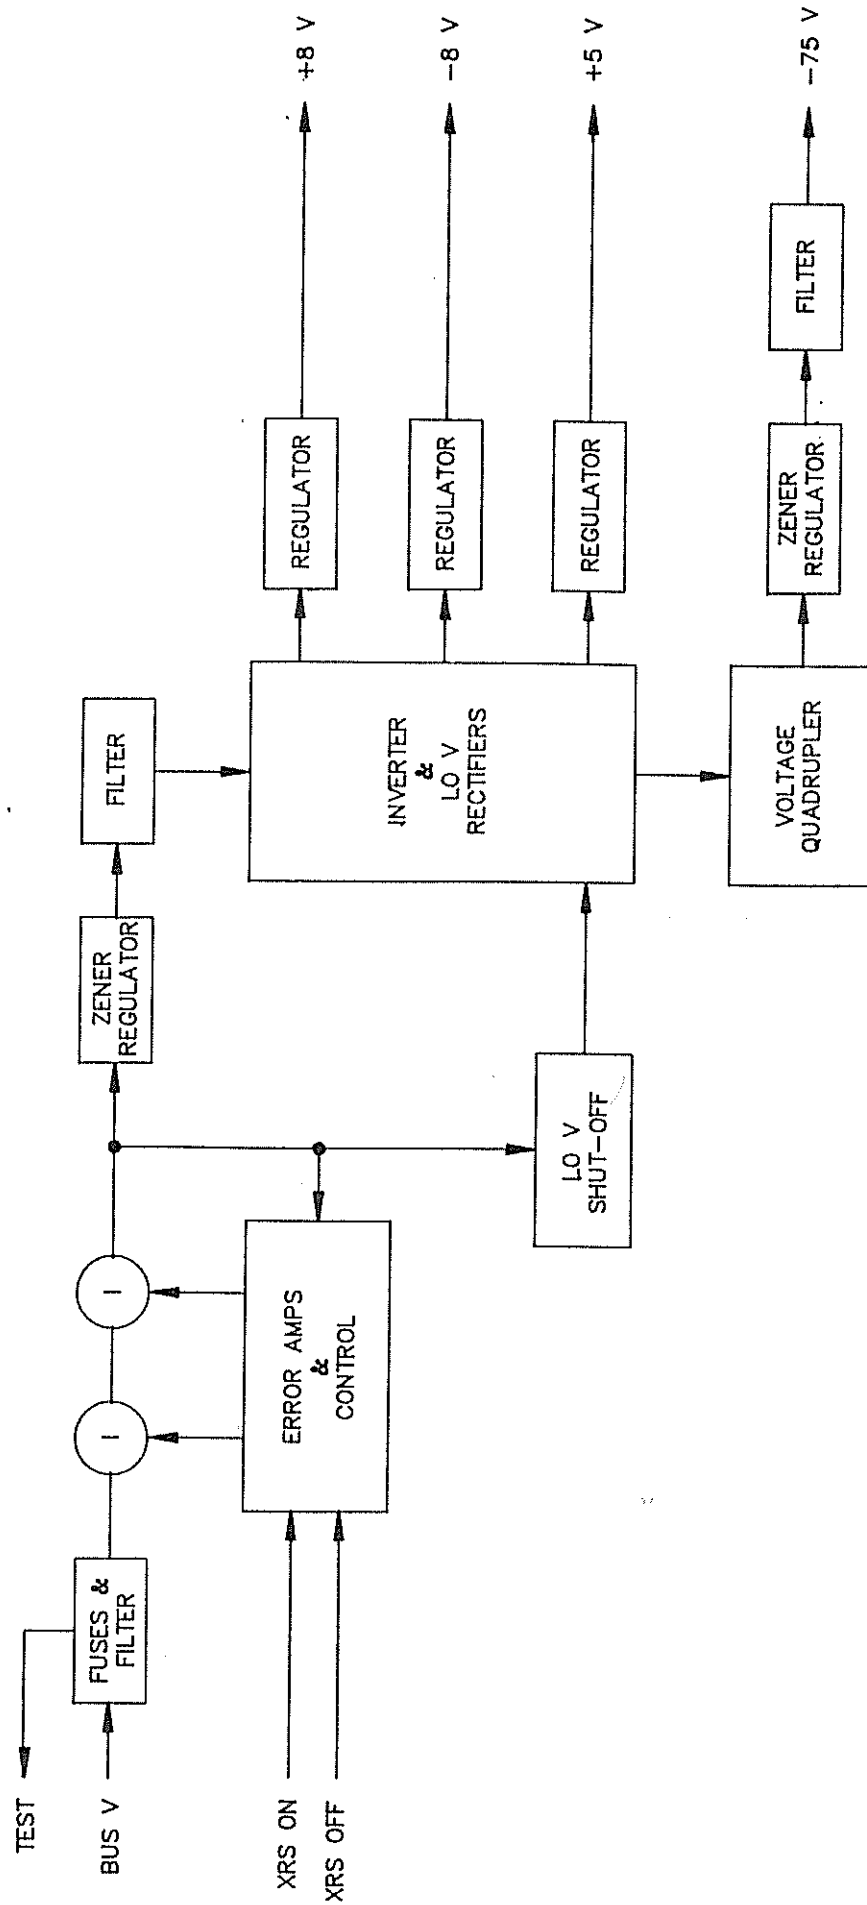 TEST
BUS V
FUSES &
FILTER
I
I
ZENER
REGULATOR
FILTER
XRS ON
XRS OFF
ERROR AMPS
&
CONTROL
LO V
SHUT-OFF
INVERTER
&
LO V
RECTIFIERS
REGULATOR
+8 V
REGULATOR
-8 V
REGULATOR
+5 V
VOLTAGE
QUADRUPLER
ZENER
REGULATOR
FILTER
-75 V